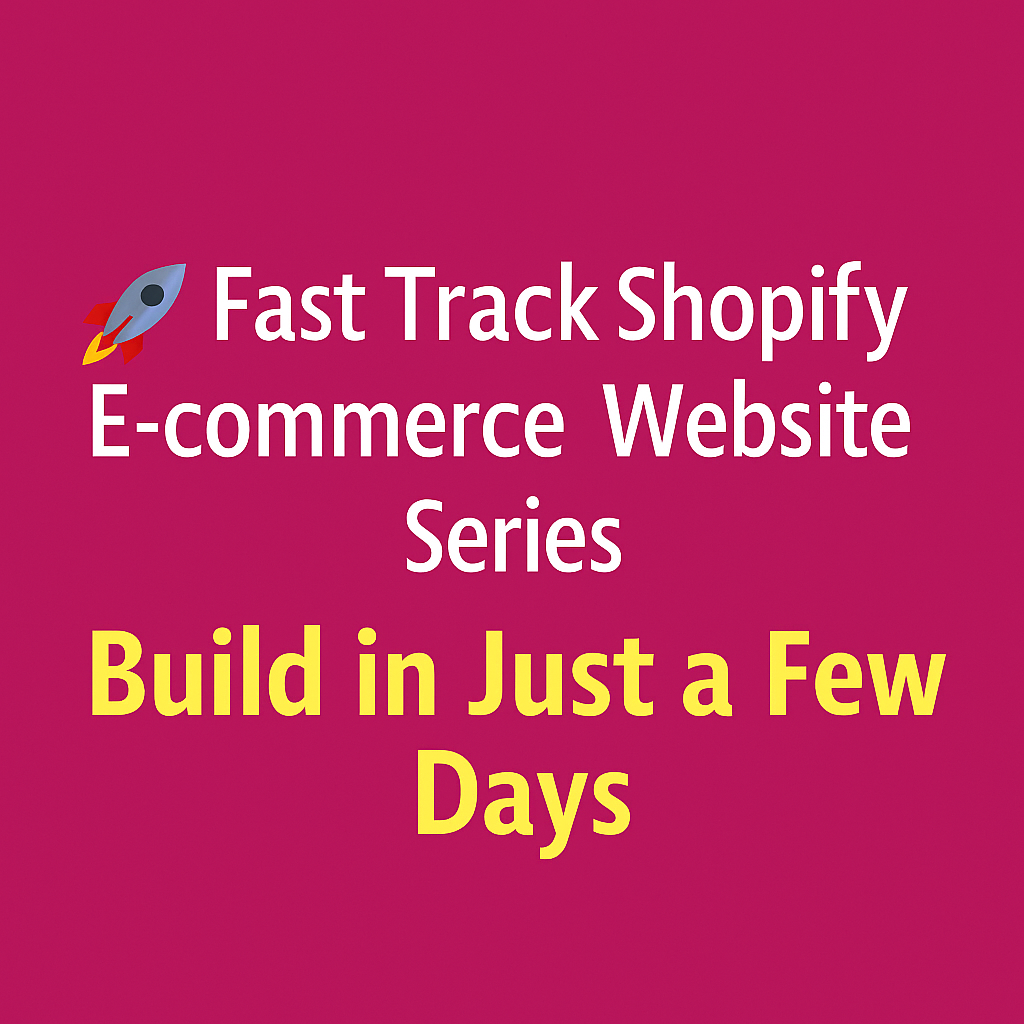 🚀 Fast Track Shopify
E-commerce Website
Series
Build in Just a Few
Days